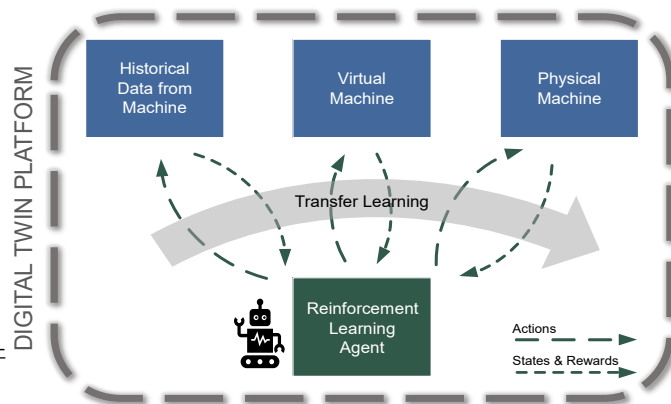 DIGITAL TWIN PLATFORM
Historical
Data from
Machine
Virtual
Machine
Physical
Machine
Transfer Learning
Reinforcement
Learning
Agent
Actions
States & Rewards